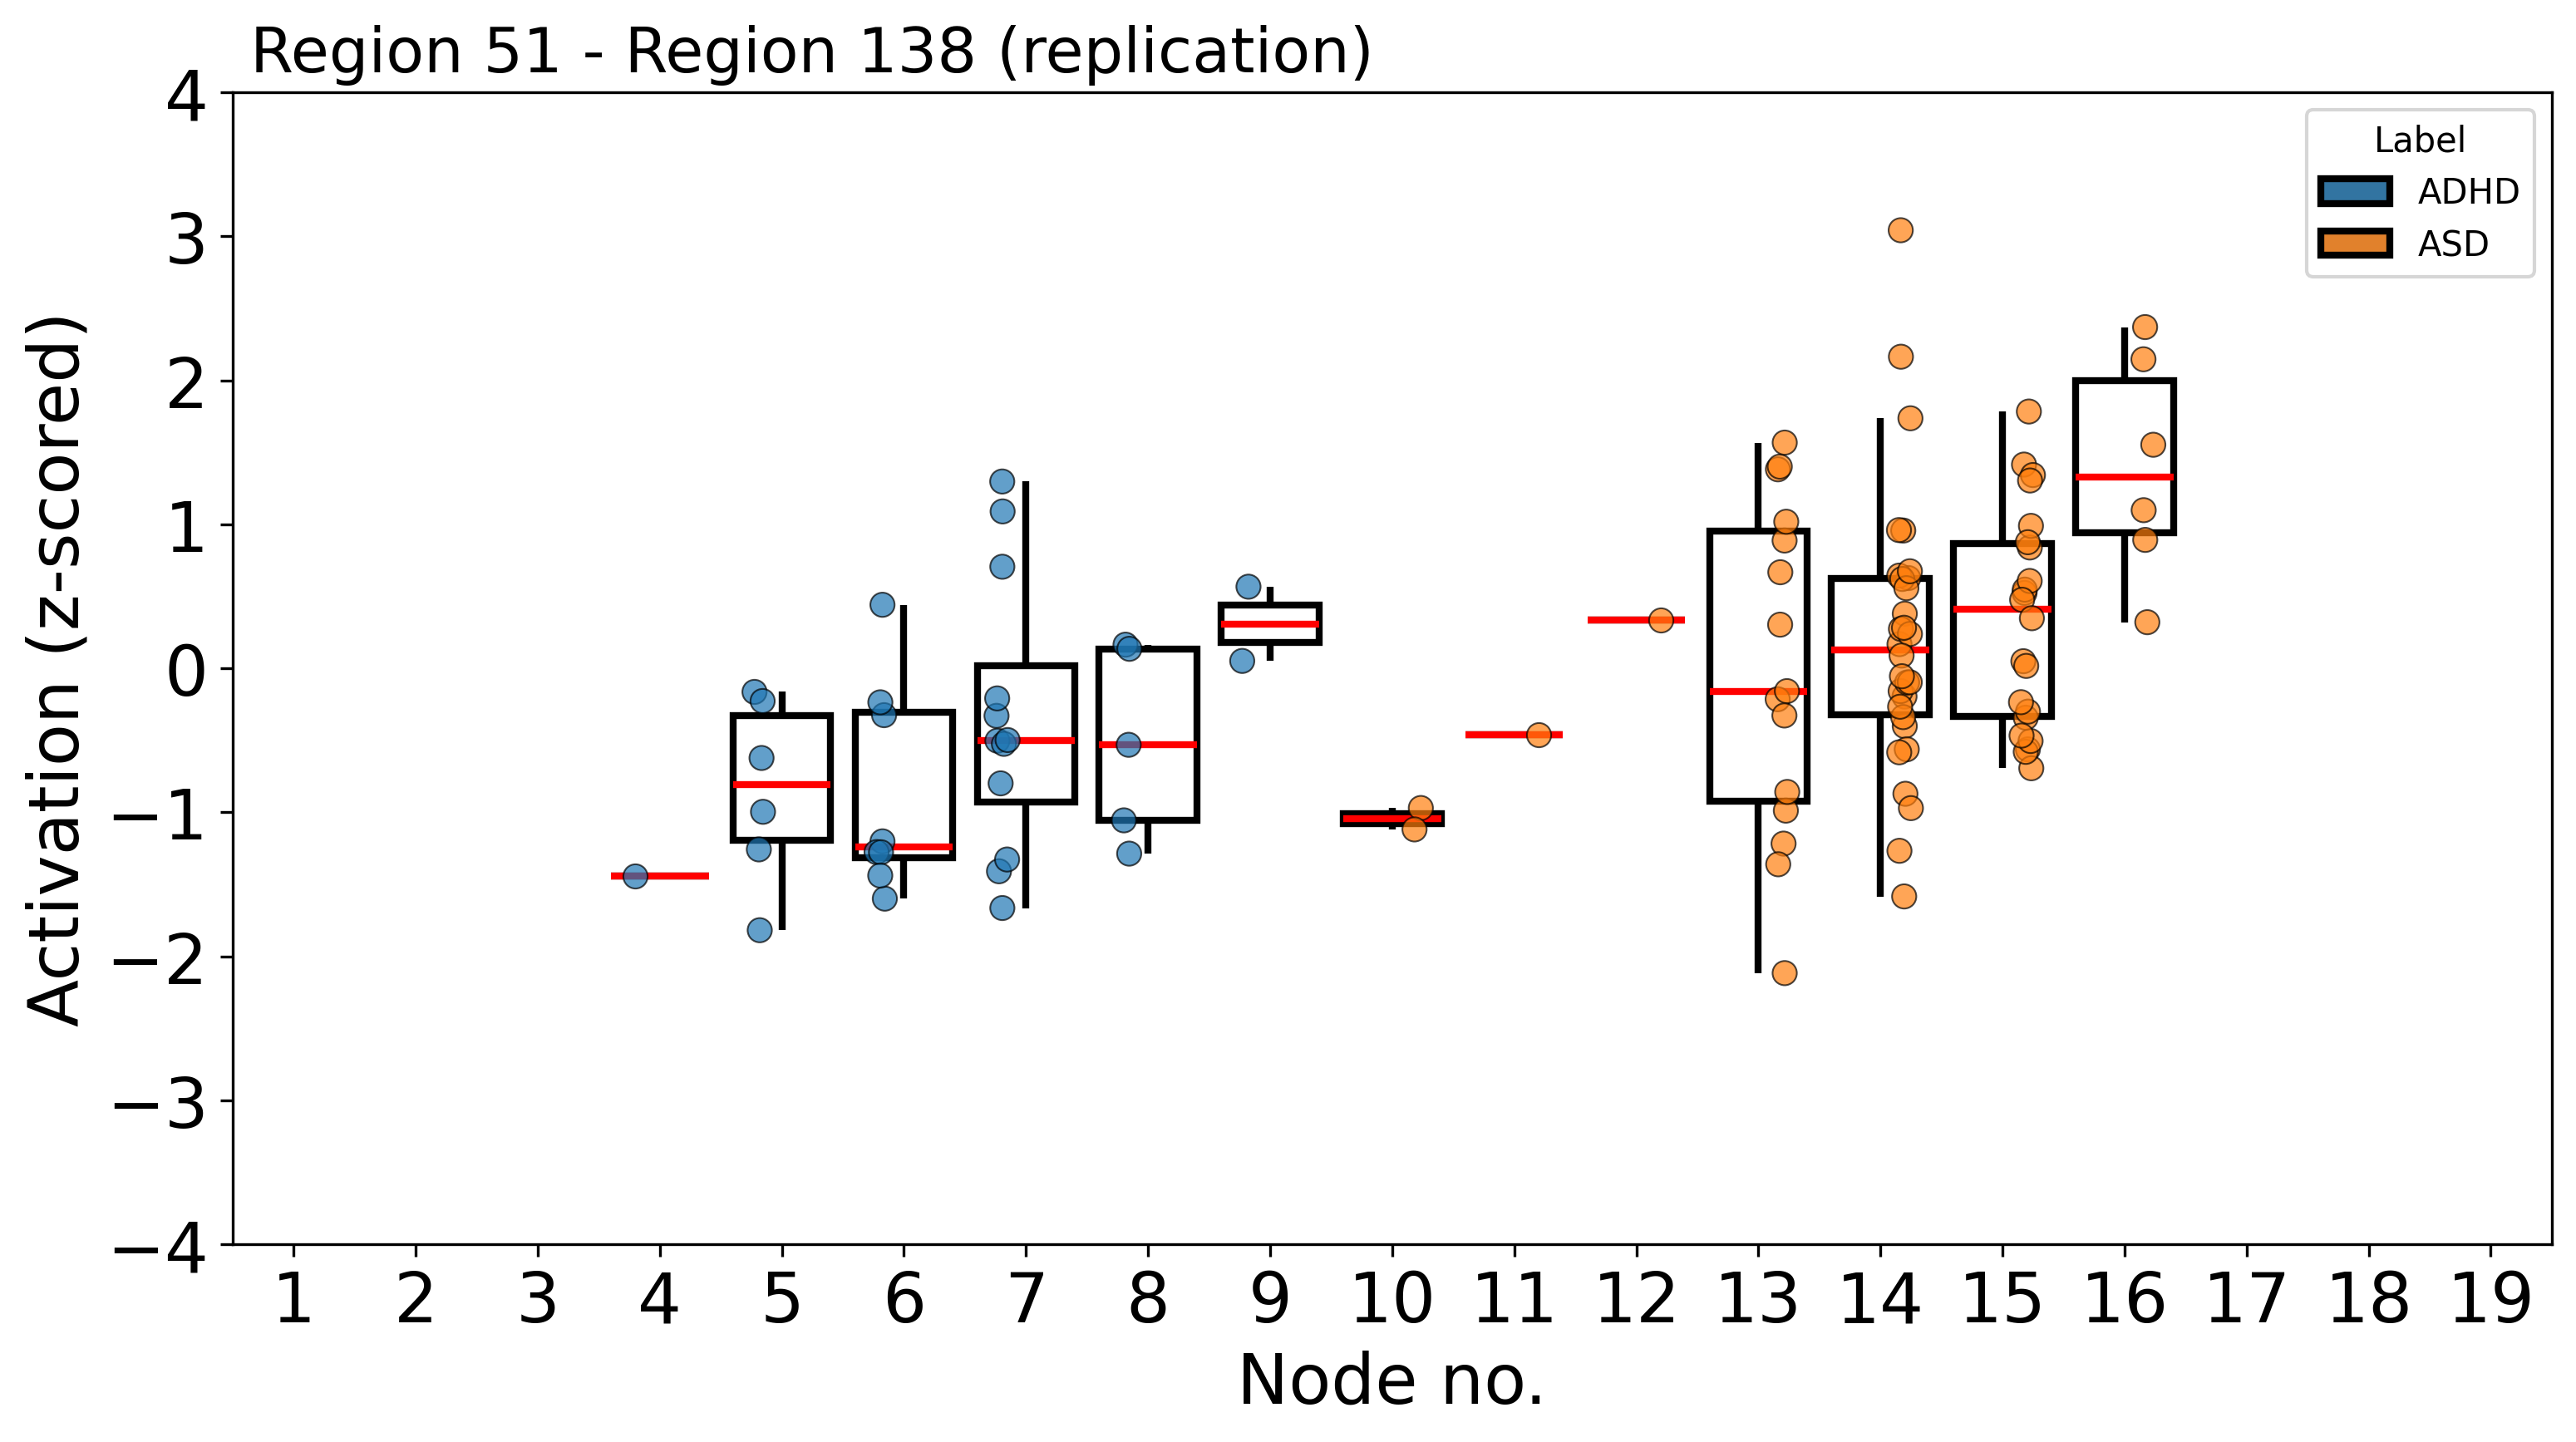 Region 51 - Region 138 (replication)
Activation (z-scored)
4
3
2
1
0
−1
−2
−3
−4
Label
ADHD
ASD
1 2 3 4 5 6 7 8 9 10 11 12 13 14 15 16 17 18 19
Node no.